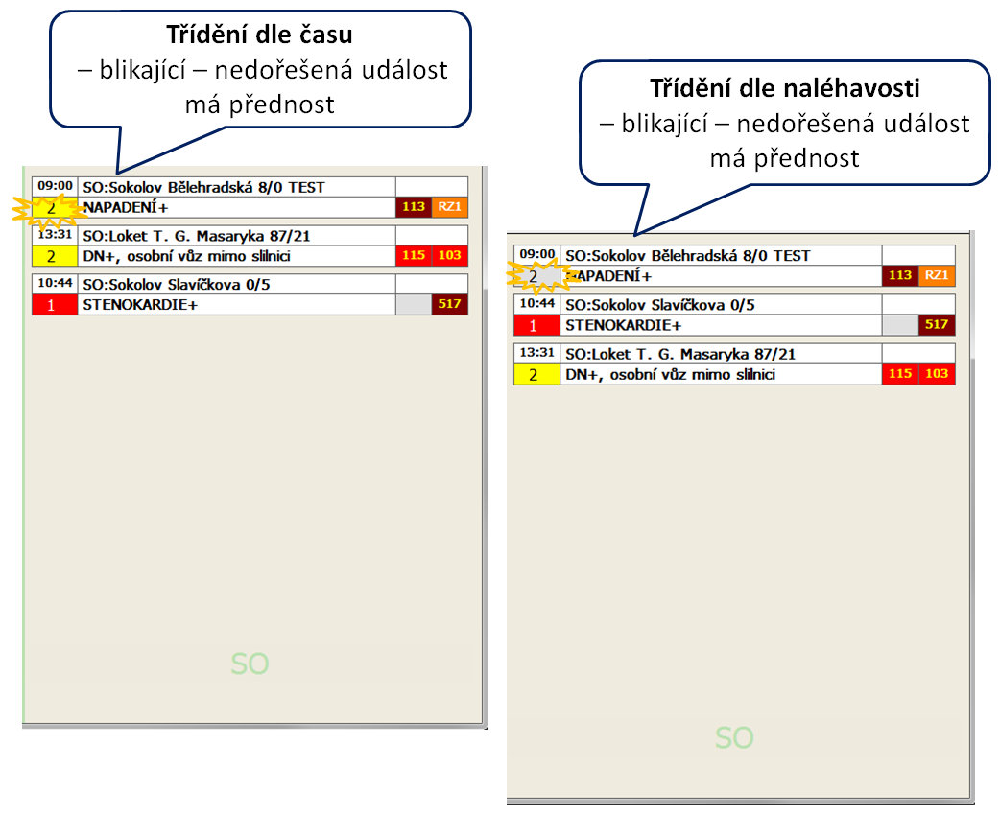 Třídění dle času
– blikající – nedořešená událost
má přednost
09:00 SO:Sokolov Bělehradská 8/0 TEST
2 NAPADENÍ+ 113 RZ1
13:31 SO:Loket T. G. Masaryka 87/21
2 DN+, osobní vůz mimo slilnici 115 103
10:44 SO:Sokolov Slavíčkova 0/5
1 STENOKARDIE+ 517
SO
Třídění dle naléhavosti
– blikající – nedořešená událost
má přednost
09:00 SO:Sokolov Bělehradská 8/0 TEST
2 NAPADENÍ+ 113 RZ1
10:44 SO:Sokolov Slavíčkova 0/5
1 STENOKARDIE+ 517
13:31 SO:Loket T. G. Masaryka 87/21
2 DN+, osobní vůz mimo slilnici 115 103
SO